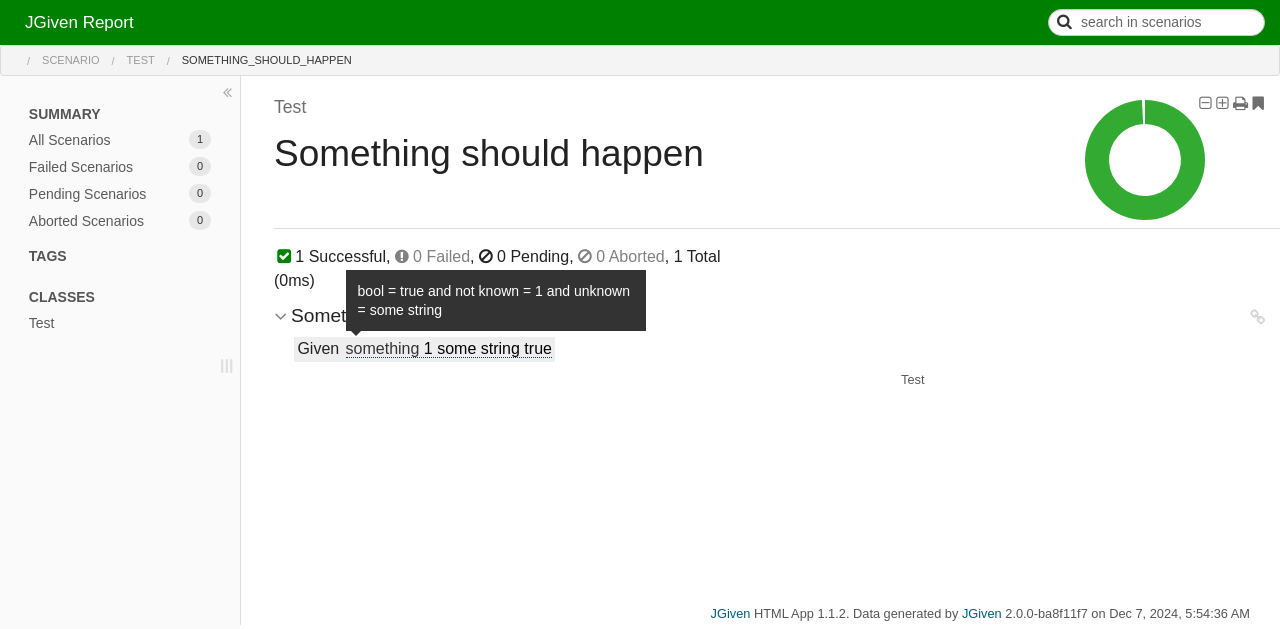 JGiven Report
search in scenarios
/ SCENARIO / TEST / SOMETHING_SHOULD_HAPPEN
«
SUMMARY
All Scenarios 1
Failed Scenarios 0
Pending Scenarios 0
Aborted Scenarios 0
TAGS
CLASSES
Test
Test
Something should happen
1 Successful, 0 Failed, 0 Pending, 0 Aborted, 1 Total
(0ms)
bool = true and not known = 1 and unknown
= some string
Somet
Given something 1 some string true
Test
JGiven HTML App 1.1.2. Data generated by JGiven 2.0.0-ba8f11f7 on Dec 7, 2024, 5:54:36 AM